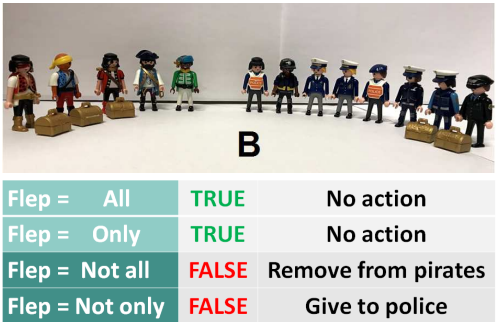 B
Flep = All TRUE No action
Flep = Only TRUE No action
Flep = Not all FALSE Remove from pirates
Flep = Not only FALSE Give to police